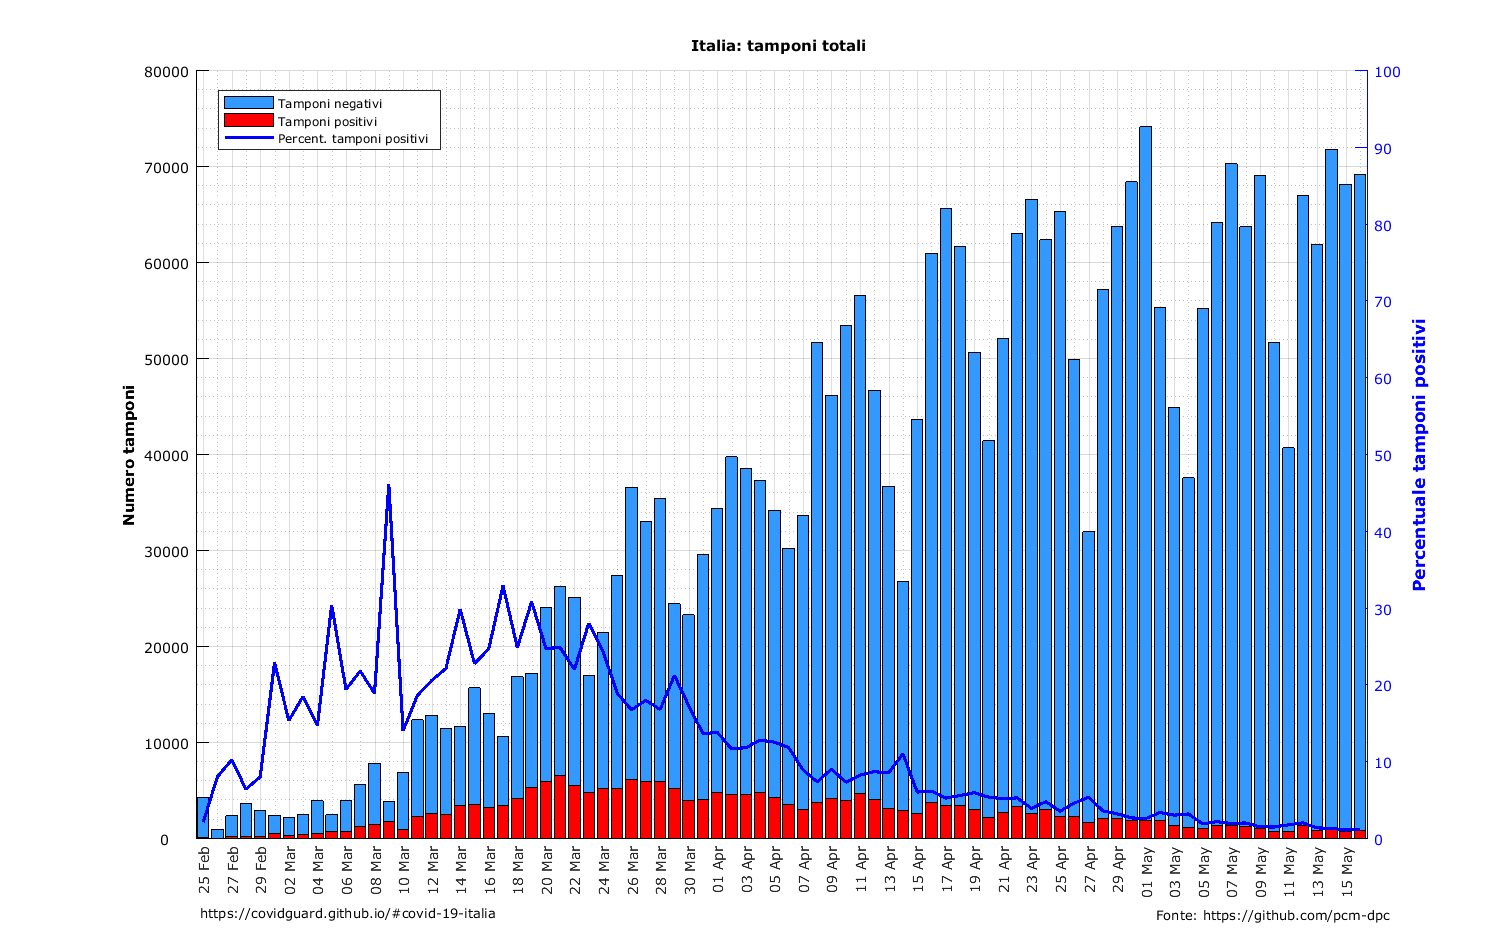 Italia: tamponi totali
Tamponi negativi
Tamponi positivi
Percent. tamponi positivi
Numero tamponi
80000
70000
60000
50000
40000
30000
20000
10000
0
100
90
80
70
60
50
40
30
20
10
0
Percentuale tamponi positivi
25 Feb
27 Feb
29 Feb
02 Mar
04 Mar
06 Mar
08 Mar
10 Mar
12 Mar
14 Mar
16 Mar
18 Mar
20 Mar
22 Mar
24 Mar
26 Mar
28 Mar
30 Mar
01 Apr
03 Apr
05 Apr
07 Apr
09 Apr
11 Apr
13 Apr
15 Apr
17 Apr
19 Apr
21 Apr
23 Apr
25 Apr
27 Apr
29 Apr
01 May
03 May
05 May
07 May
09 May
11 May
13 May
15 May
https://covidguard.github.io/#covid-19-italia
Fonte: https://github.com/pcm-dpc